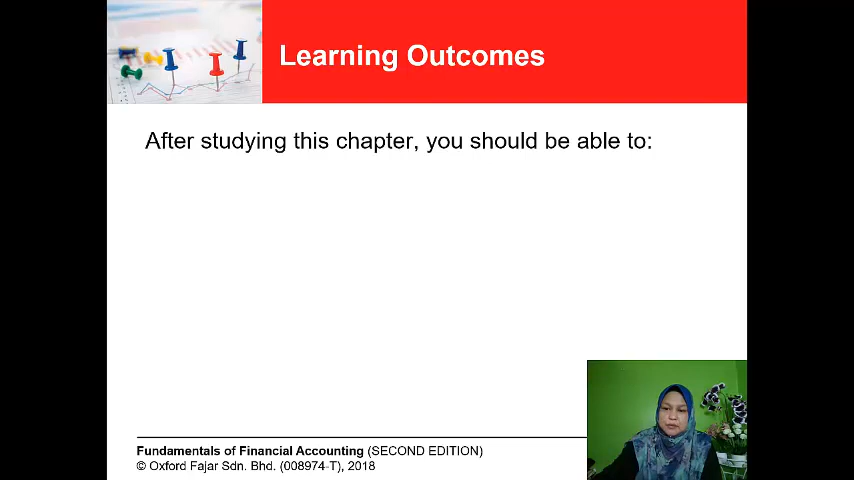 Learning Outcomes
After studying this chapter, you should be able to:
Fundamentals of Financial Accounting (SECOND EDITION)
© Oxford Fajar Sdn. Bhd. (008974-T), 2018